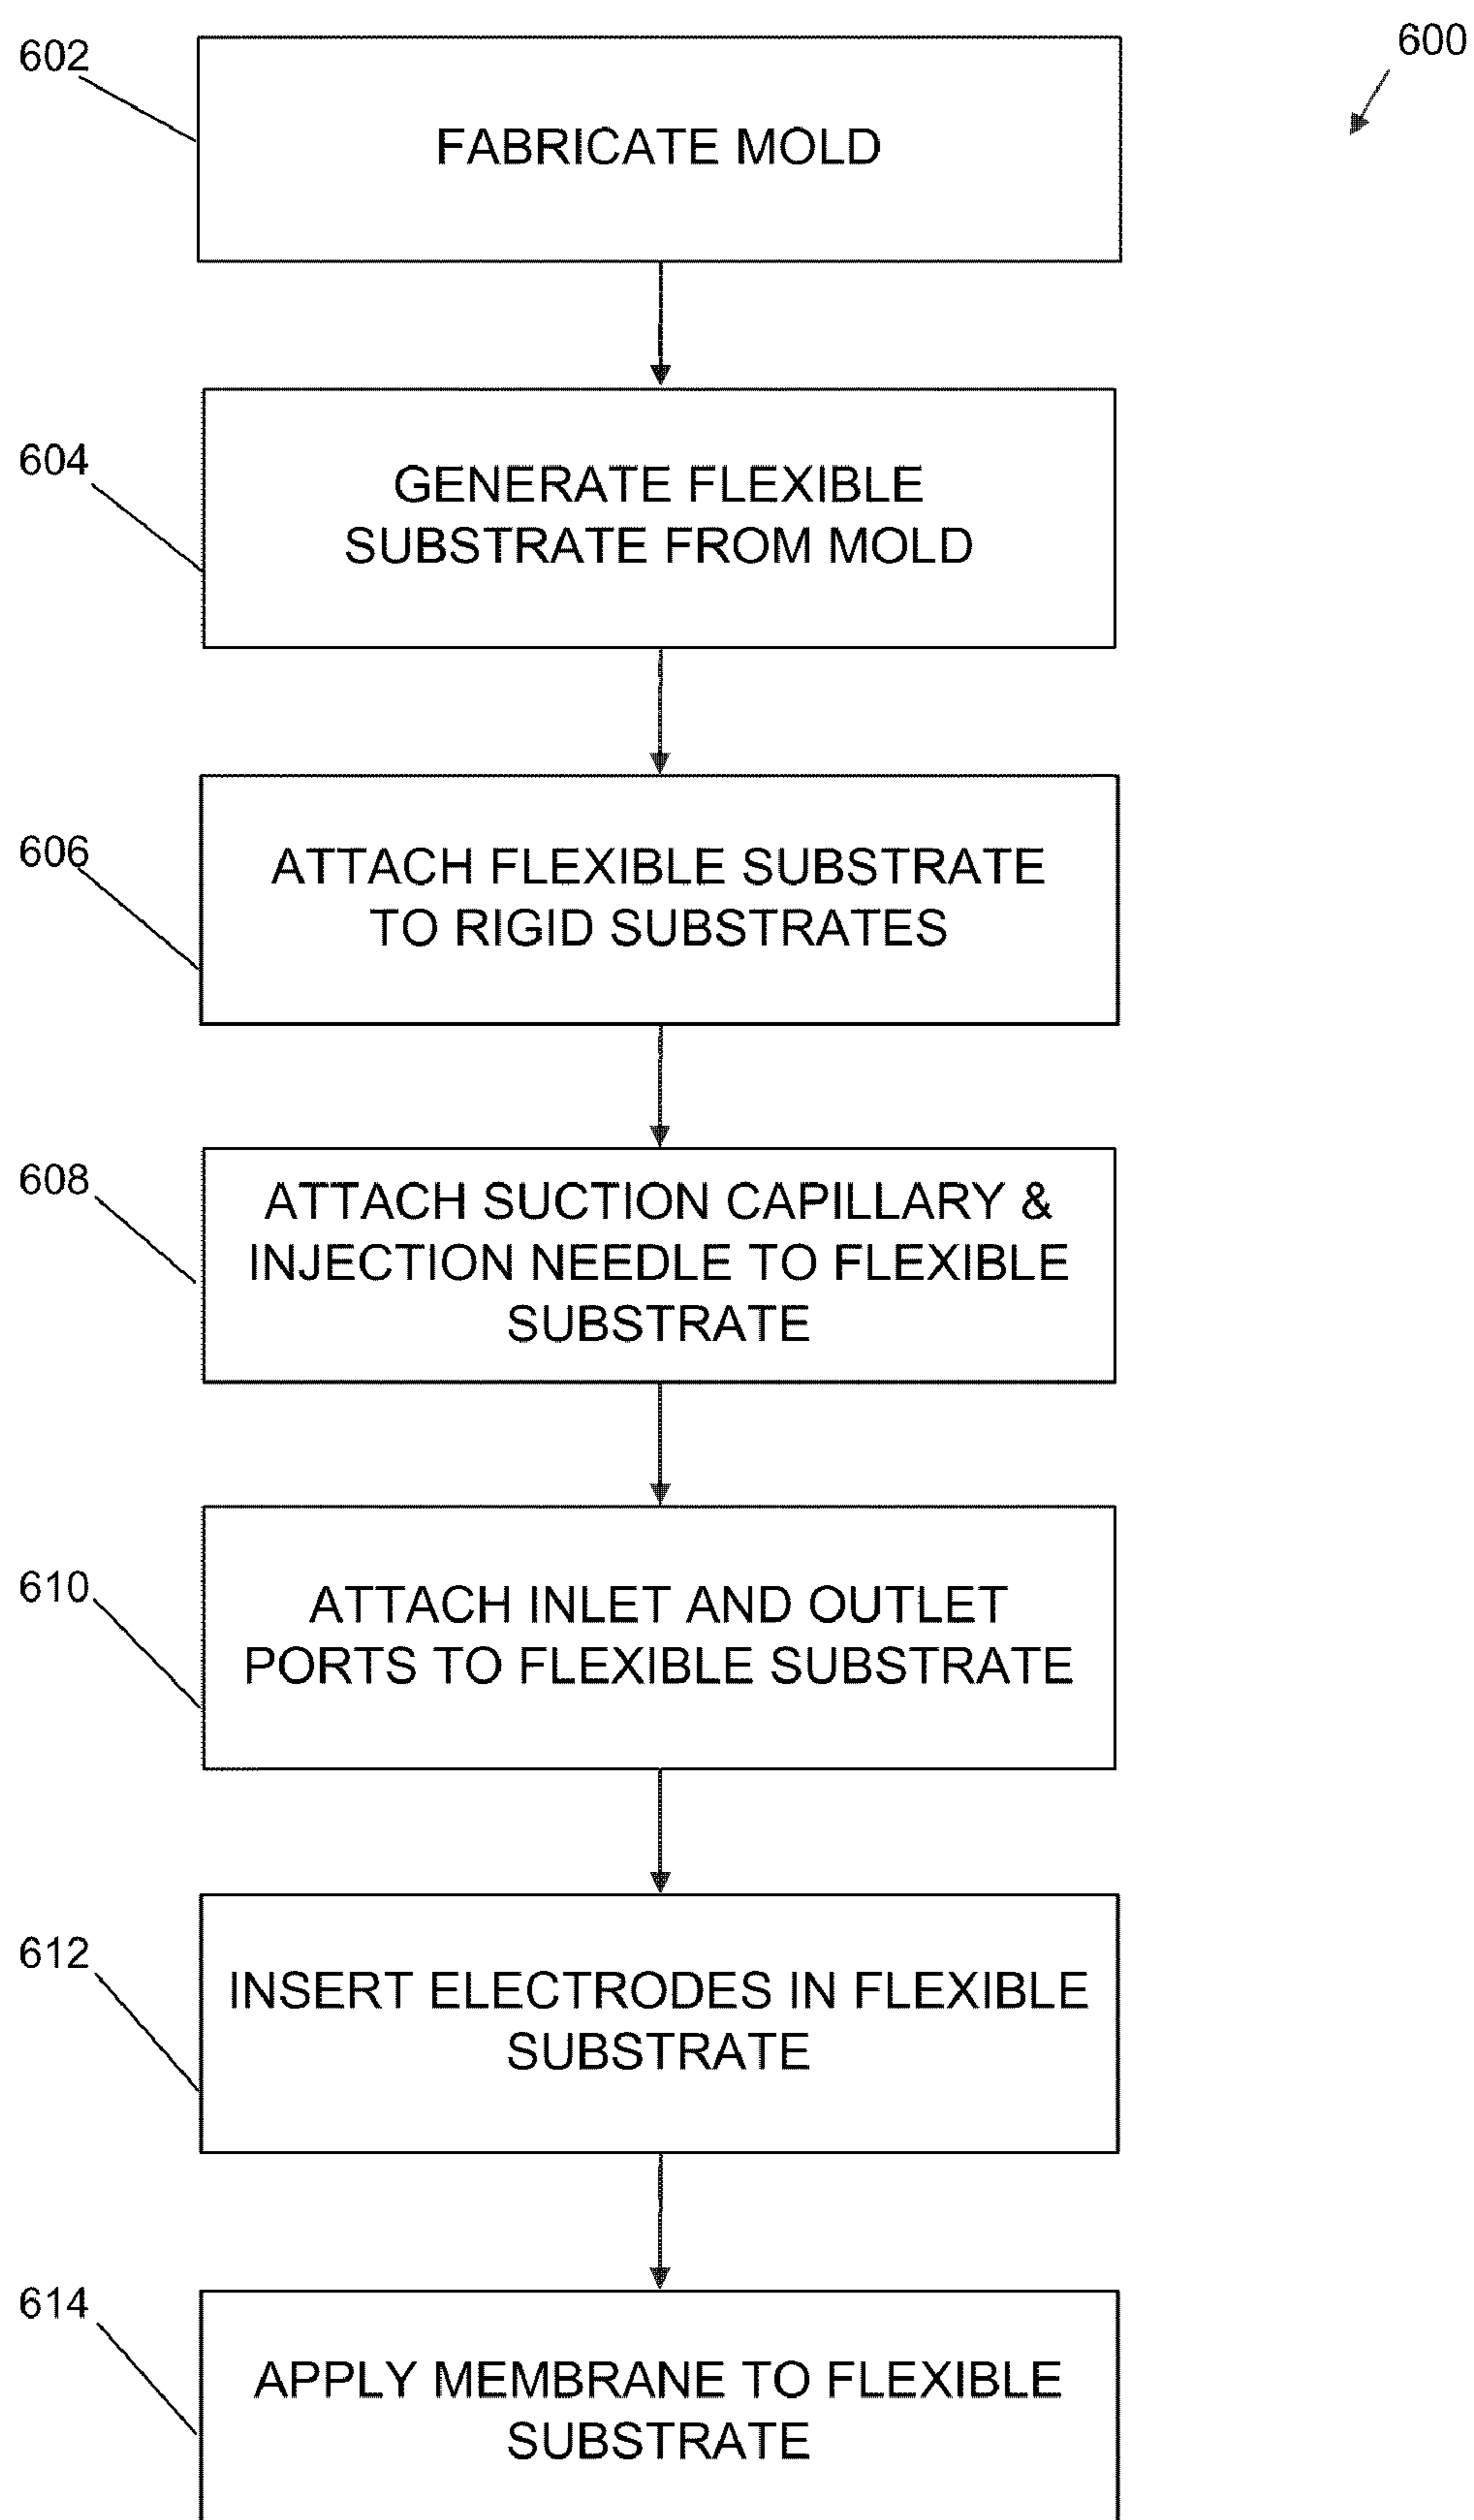 600
602
FABRICATE MOLD
604
GENERATE FLEXIBLE
SUBSTRATE FROM MOLD
606
ATTACH FLEXIBLE SUBSTRATE
TO RIGID SUBSTRATES
608
ATTACH SUCTION CAPILLARY &
INJECTION NEEDLE TO FLEXIBLE
SUBSTRATE
610
ATTACH INLET AND OUTLET
PORTS TO FLEXIBLE SUBSTRATE
612
INSERT ELECTRODES IN FLEXIBLE
SUBSTRATE
614
APPLY MEMBRANE TO FLEXIBLE
SUBSTRATE